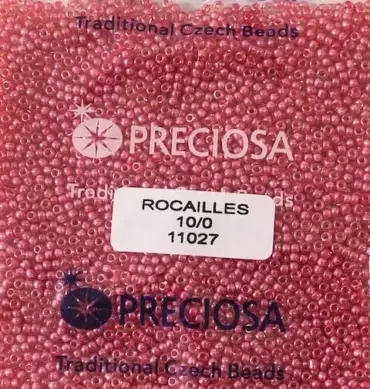 Traditional Czech Beads
PRECIOSA
Traditional Czech Beads
ROCAILLES
10/0
11027
PRECIOSA
Traditional Czech Beads